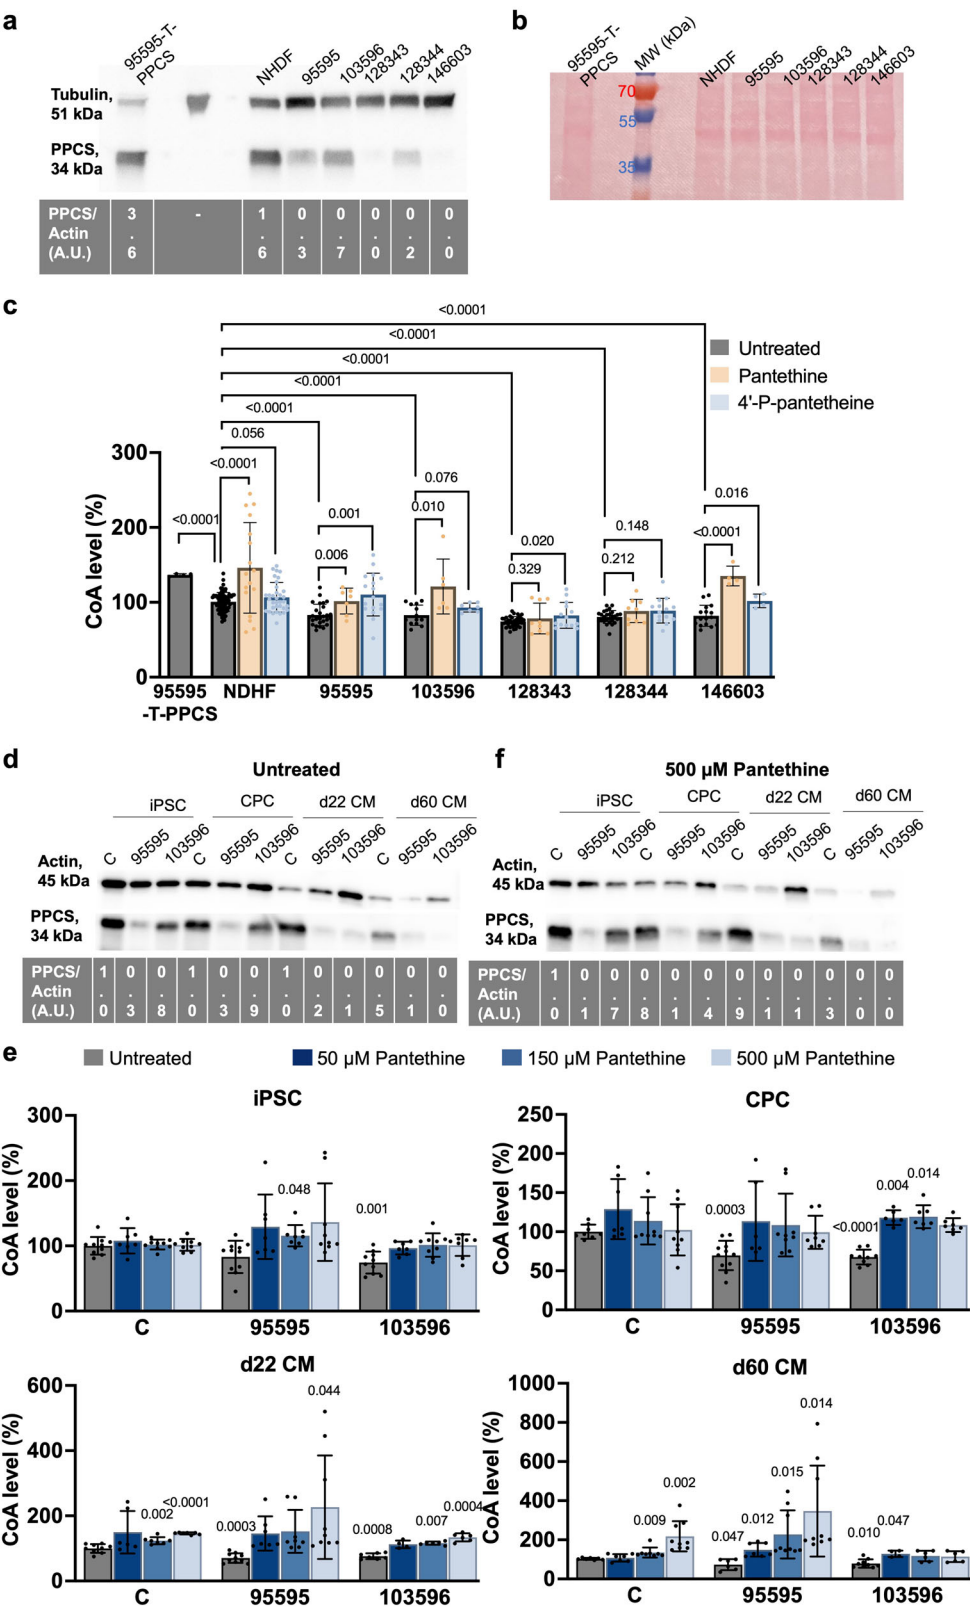 a
95595-T-
PPCS
NHDF
95595
103596
128343
128344
146603
Tubulin,
51 kDa
PPCS,
34 kDa
PPCS/
Actin
(A.U.)
3.6
-
1.6
0.3
0.7
0.0
0.2
0.0
b
95595-T-
PPCS
MW (kDa)
NHDF
95595
103596
128343
128344
146603
70
55
35
c
<0.0001
<0.0001
<0.0001
<0.0001
<0.0001
0.056
<0.0001
<0.0001
0.001
0.006
0.076
0.010
0.020
0.329
0.148
0.212
0.016
<0.0001
Untreated
Pantethine
4'-P-pantetheine
CoA level (%)
300
200
100
0
95595
-T-PPCS
NDHF
95595
103596
128343
128344
146603
d
Untreated
iPSC
CPC
d22 CM
d60 CM
C
95595
103596
C
95595
103596
C
95595
103596
C
95595
103596
Actin,
45 kDa
PPCS,
34 kDa
PPCS/
Actin
(A.U.)
1.0
0.3
0.8
1.0
0.3
0.9
1.0
0.2
0.1
0.5
0.1
0.0
f
500 µM Pantethine
iPSC
CPC
d22 CM
d60 CM
C
95595
103596
C
95595
103596
C
95595
103596
C
95595
103596
Actin,
45 kDa
PPCS,
34 kDa
PPCS/
Actin
(A.U.)
1.0
0.1
0.7
0.8
0.1
0.4
0.9
0.1
0.1
0.3
0.0
0.0
e
Untreated
50 µM Pantethine
150 µM Pantethine
500 µM Pantethine
iPSC
CoA level (%)
300
200
100
0
0.048
0.001
C
95595
103596
CPC
CoA level (%)
250
200
150
100
50
0
0.0003
<0.0001
0.004
0.014
C
95595
103596
d22 CM
CoA level (%)
600
400
200
0
0.002
<0.0001
0.0003
0.044
0.0008
0.007
0.0004
C
95595
103596
d60 CM
CoA level (%)
1000
800
600
400
200
0
0.009
0.002
0.047
0.012
0.015
0.014
0.010
0.047
C
95595
103596